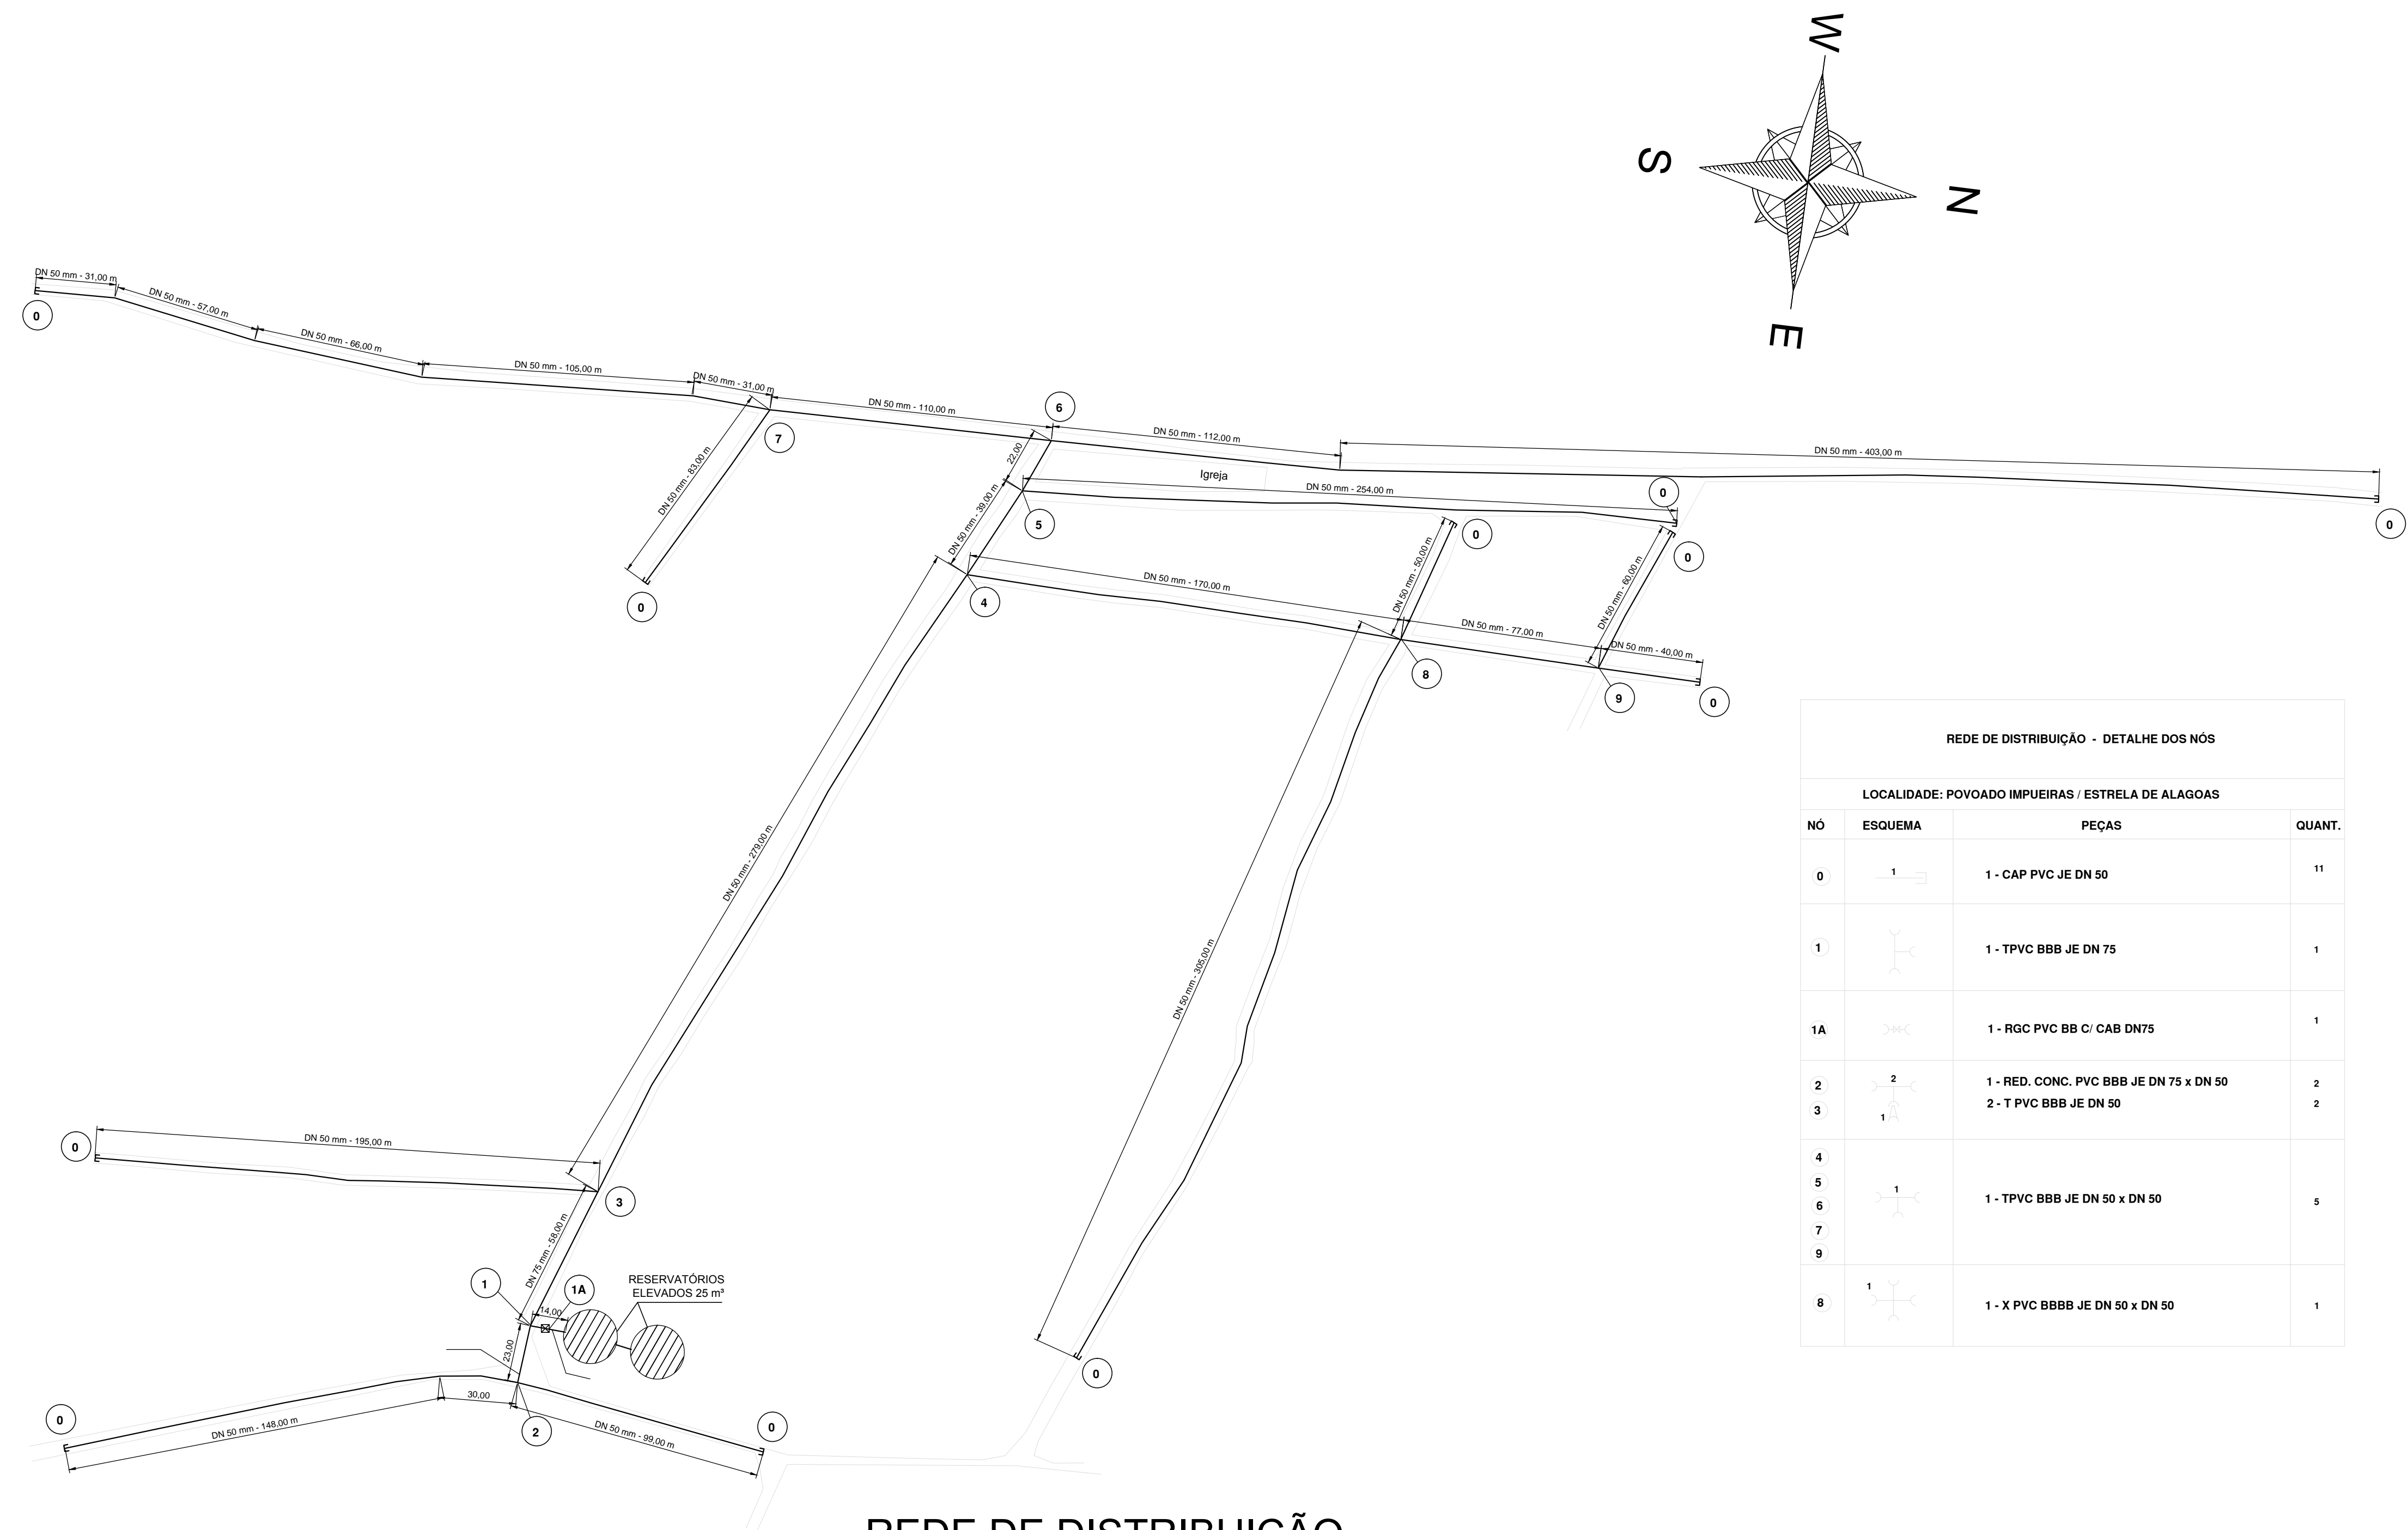 W
S
N
E
DN 50 mm - 31,00 m
0
DN 50 mm - 57,00 m
DN 50 mm - 66,00 m
DN 50 mm - 105,00 m
DN 50 mm - 31,00 m
7
DN 50 mm - 83,00 m
0
DN 50 mm - 110,00 m
6
DN 50 mm - 112,00 m
DN 50 mm - 403,00 m
0
22,00
Igreja
DN 50 mm - 254,00 m
0
5
DN 50 mm - 39,00 m
4
DN 50 mm - 170,00 m
DN 50 mm - 50,00 m
0
8
DN 50 mm - 77,00 m
DN 50 mm - 60,00 m
0
DN 50 mm - 40,00 m
9
0
DN 50 mm - 279,00 m
DN 50 mm - 305,00 m
0
0
DN 50 mm - 195,00 m
3
DN 75 mm - 58,00 m
1
1A
14,00
RESERVATÓRIOS
ELEVADOS 25 m³
23,00
30,00
0
DN 50 mm - 148,00 m
2
DN 50 mm - 99,00 m
0
REDE DE DISTRIBUIÇÃO - DETALHE DOS NÓS
LOCALIDADE: POVOADO IMPUEIRAS / ESTRELA DE ALAGOAS
NÓ ESQUEMA PEÇAS QUANT.
0 1 1 - CAP PVC JE DN 50 11
1 1 - TPVC BBB JE DN 75 1
1A 1 - RGC PVC BB C/ CAB DN75 1
2 2 1 - RED. CONC. PVC BBB JE DN 75 x DN 50 2
3 1 2 - T PVC BBB JE DN 50 2
4
5
6 1 1 - TPVC BBB JE DN 50 x DN 50 5
7
9
8 1 1 - X PVC BBBB JE DN 50 x DN 50 1
REDE DE DISTRIBUIÇÃO